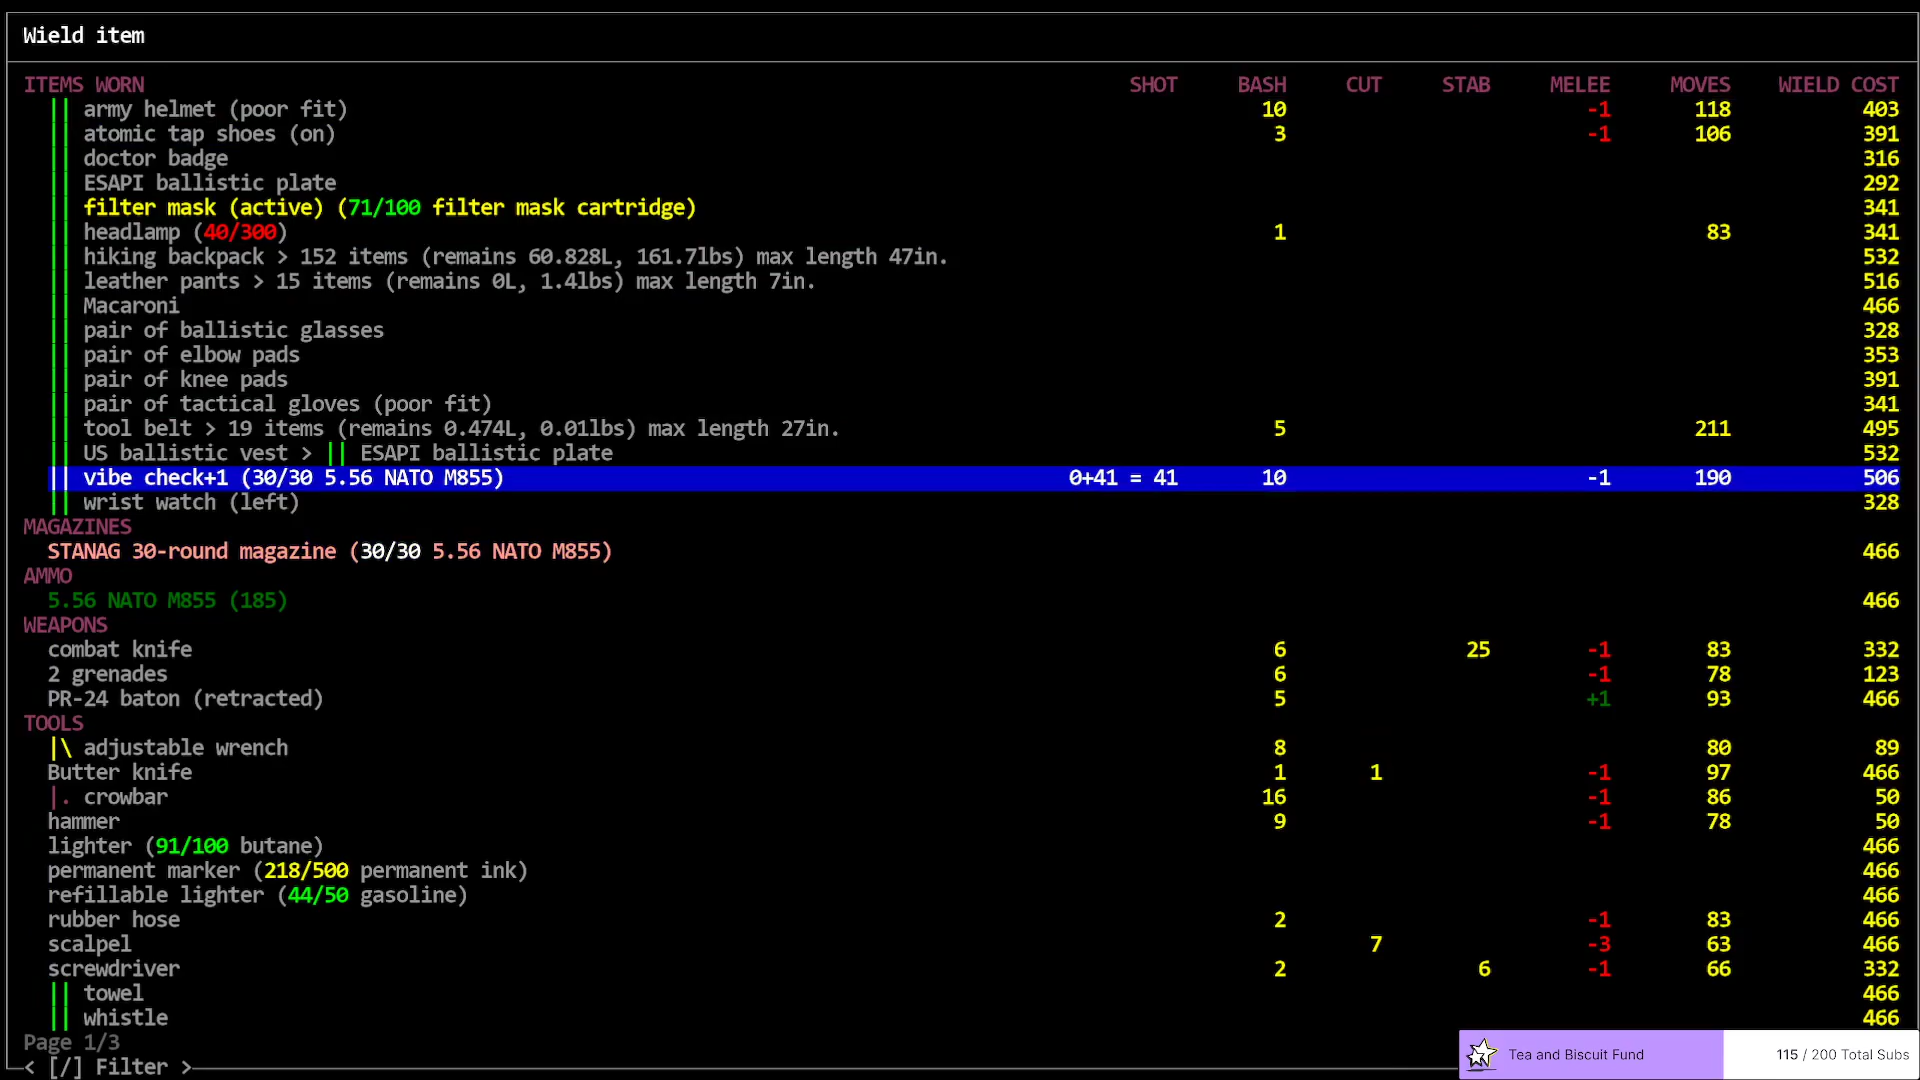 Wield item
ITEMS WORN SHOT BASH CUT STAB MELEE MOVES WIELD COST
|| army helmet (poor fit) 10 -1 118 403
|| atomic tap shoes (on) 3 -1 106 391
|| doctor badge 316
|| ESAPI ballistic plate 292
|| filter mask (active) (71/100 filter mask cartridge) 341
|| headlamp (40/300) 1 83 341
|| hiking backpack > 152 items (remains 60.828L, 161.7lbs) max length 47in. 532
|| leather pants > 15 items (remains 0L, 1.4lbs) max length 7in. 516
|| Macaroni 466
|| pair of ballistic glasses 328
|| pair of elbow pads 353
|| pair of knee pads 391
|| pair of tactical gloves (poor fit) 341
|| tool belt > 19 items (remains 0.474L, 0.01lbs) max length 27in. 5 211 495
|| US ballistic vest > || ESAPI ballistic plate 532
|| vibe check+1 (30/30 5.56 NATO M855) 0+41 = 41 10 -1 190 506
|| wrist watch (left) 328
MAGAZINES
STANAG 30-round magazine (30/30 5.56 NATO M855) 466
AMMO
5.56 NATO M855 (185) 466
WEAPONS
combat knife 6 25 -1 83 332
2 grenades 6 -1 78 123
PR-24 baton (retracted) 5 +1 93 466
TOOLS
|\ adjustable wrench 8 80 89
Butter knife 1 1 -1 97 466
|. crowbar 16 -1 86 50
hammer 9 -1 78 50
lighter (91/100 butane) 466
permanent marker (218/500 permanent ink) 466
refillable lighter (44/50 gasoline) 466
rubber hose 2 -1 83 466
scalpel 7 -3 63 466
screwdriver 2 6 -1 66 332
|| towel 466
|| whistle 466
Page 1/3
< [/] Filter >
Tea and Biscuit Fund 115 / 200 Total Subs